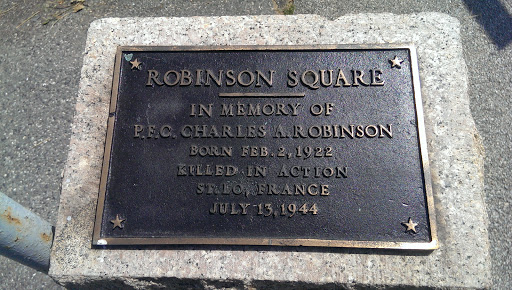 ROBINSON SQUARE
IN MEMORY OF
P.F.C. CHARLES A. ROBINSON
BORN FEB. 2, 1922
KILLED IN ACTION
ST. LO, FRANCE
JULY 13, 1944